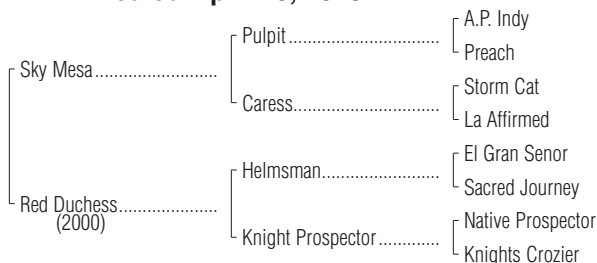 A.P. Indy
Pulpit
Preach
Sky Mesa
Storm Cat
Caress
La Affirmed
El Gran Senor
Helmsman
Sacred Journey
Red Duchess
(2000)
Native Prospector
Knight Prospector
Knights Crozier